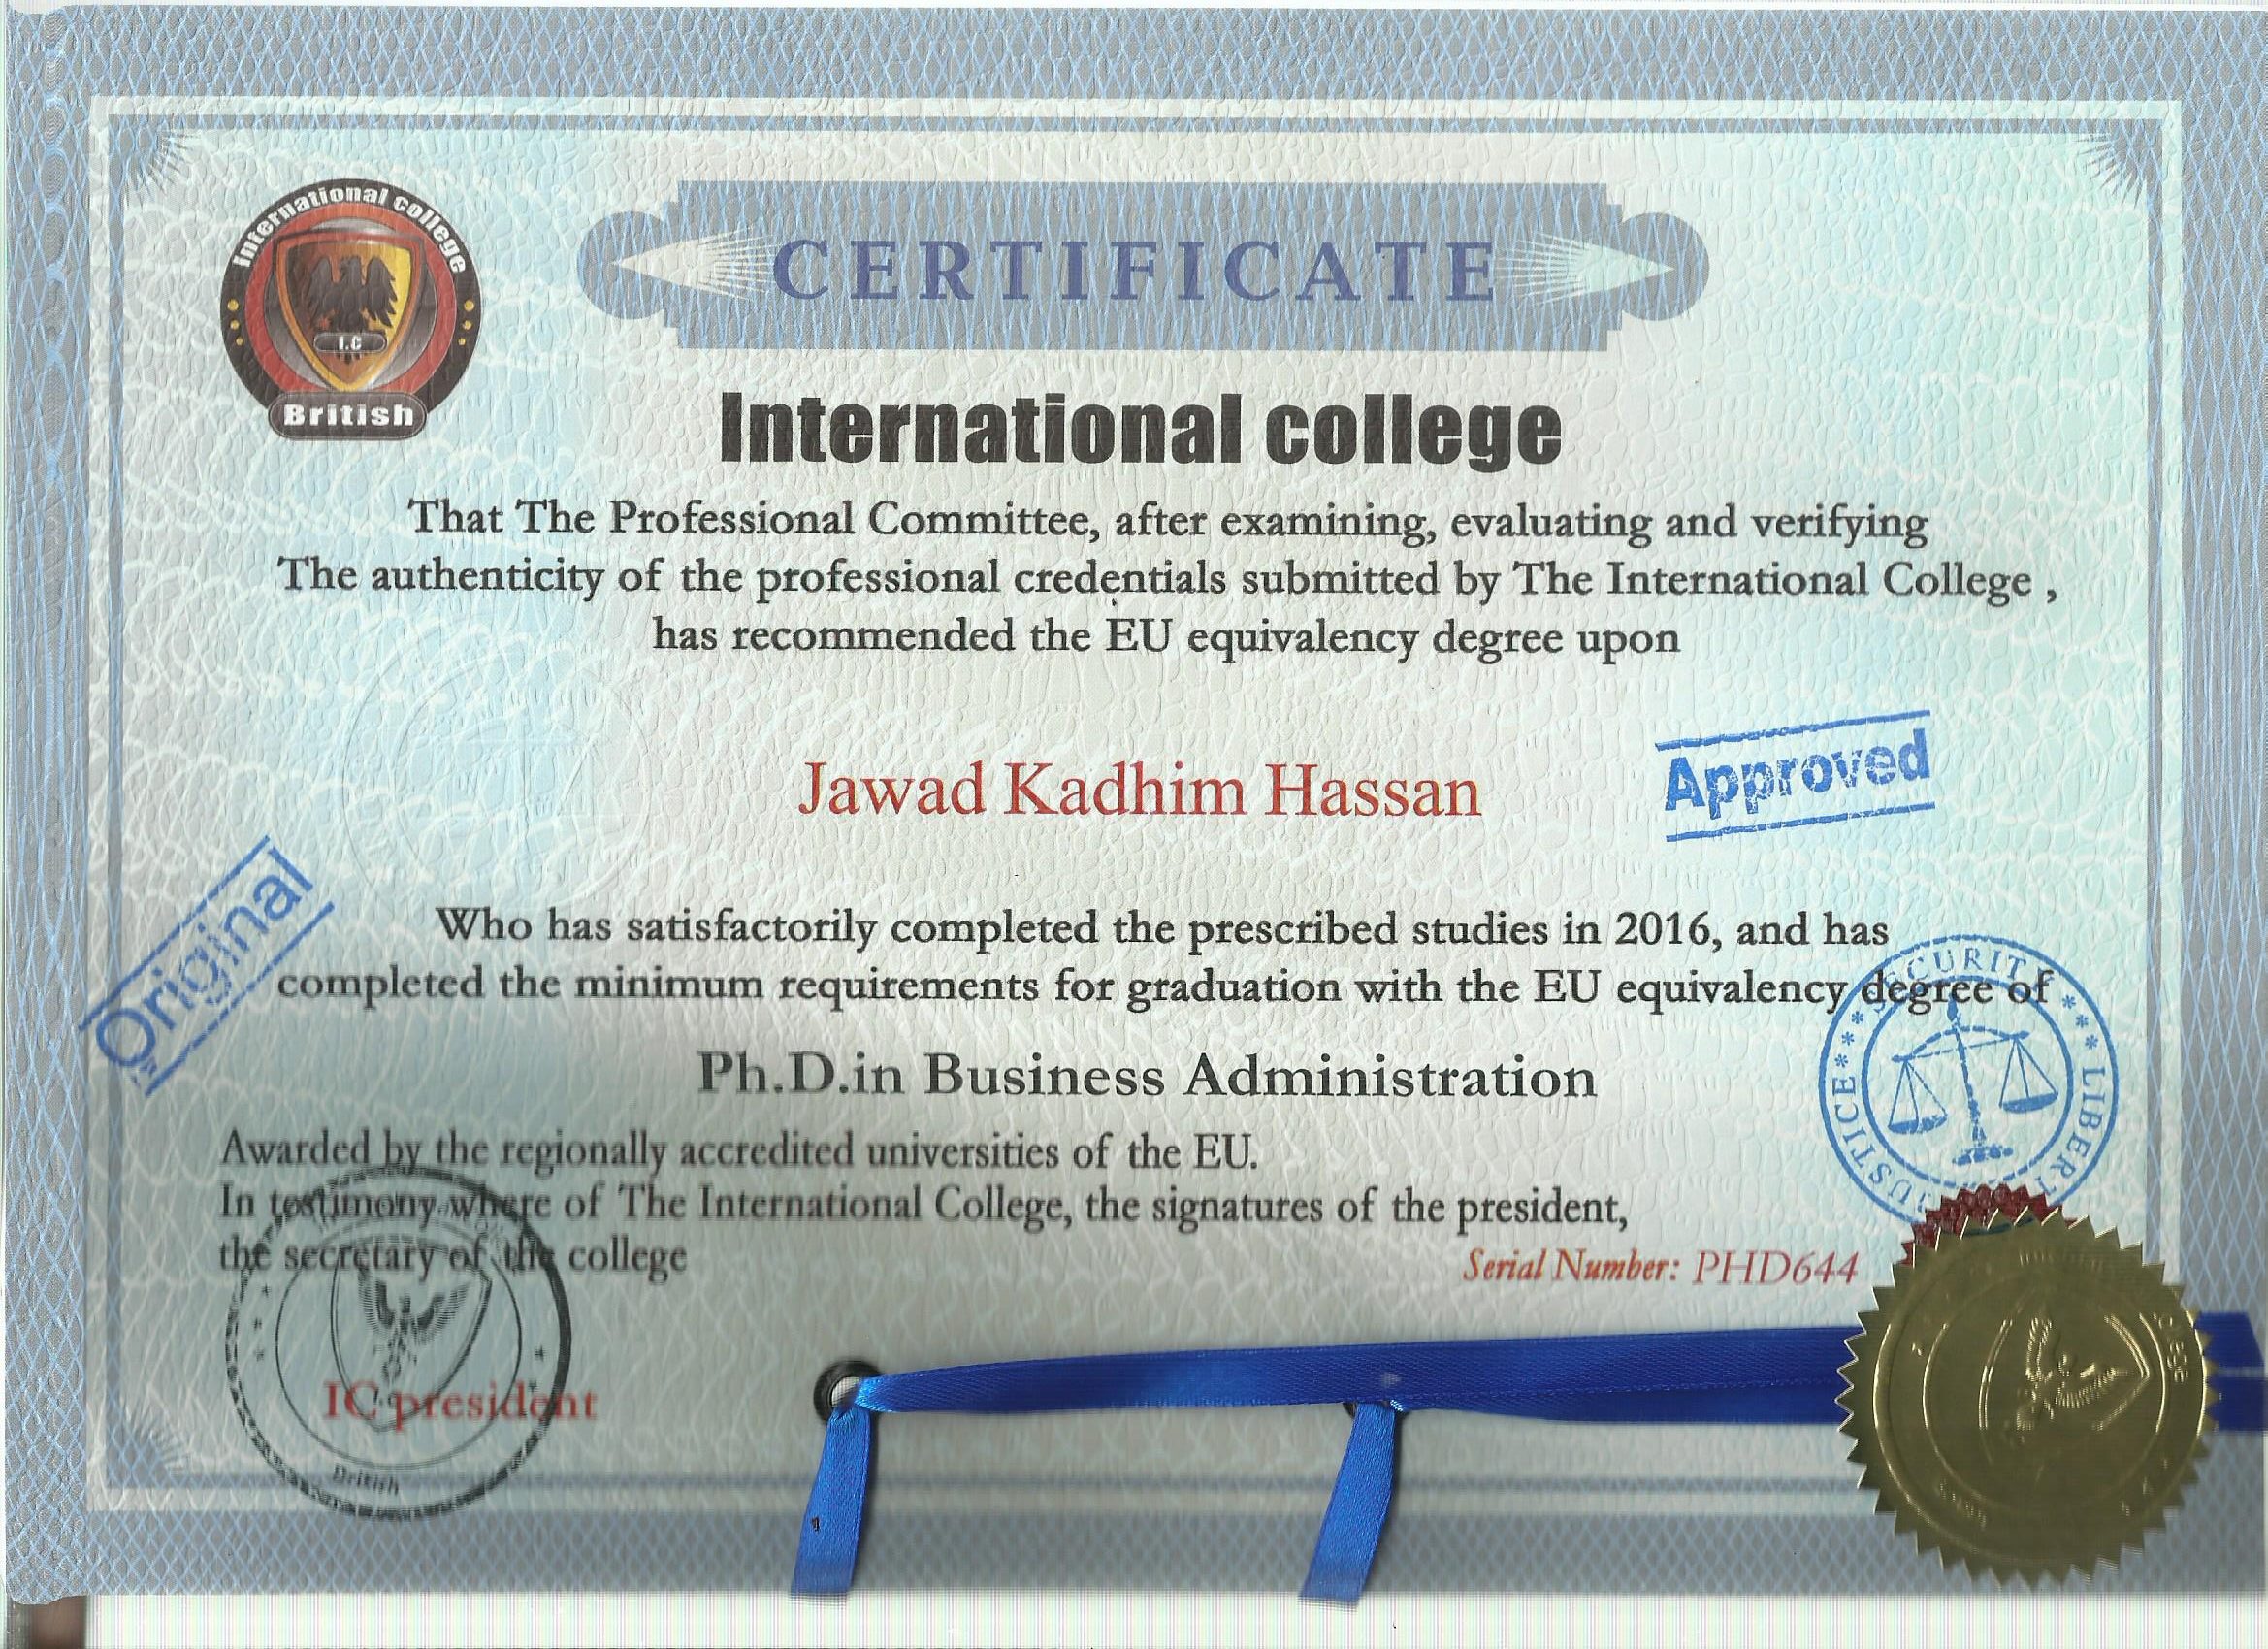 International college
I.C
British
CERTIFICATE
International college
That The Professional Committee, after examining, evaluating and verifying
The authenticity of the professional credentials submitted by The International College ,
has recommended the EU equivalency degree upon
Approved
Jawad Kadhim Hassan
Original
Who has satisfactorily completed the prescribed studies in 2016, and has
completed the minimum requirements for graduation with the EU equivalency degree of
Ph.D.in Business Administration
Awarded by the regionally accredited universities of the EU.
In testimony where of The International College, the signatures of the president,
the secretary of the college
Serial Number: PHD644
SECURITY *** LIBERTY JUSTICE ***
IC president
British
college